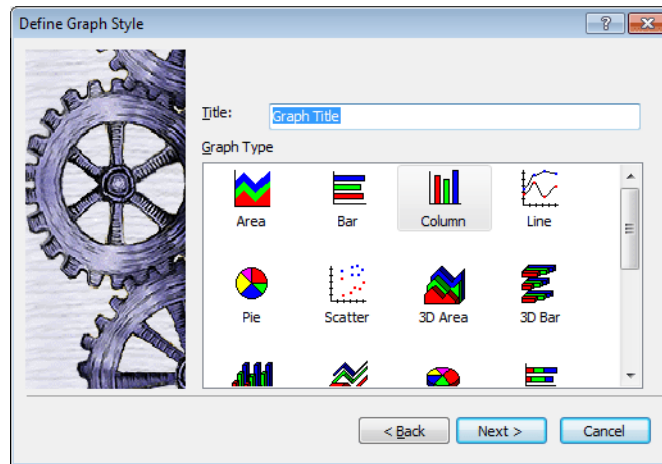 Define Graph Style
Title: Graph Title
Graph Type
Area Bar Column Line
Pie Scatter 3D Area 3D Bar
< Back Next > Cancel